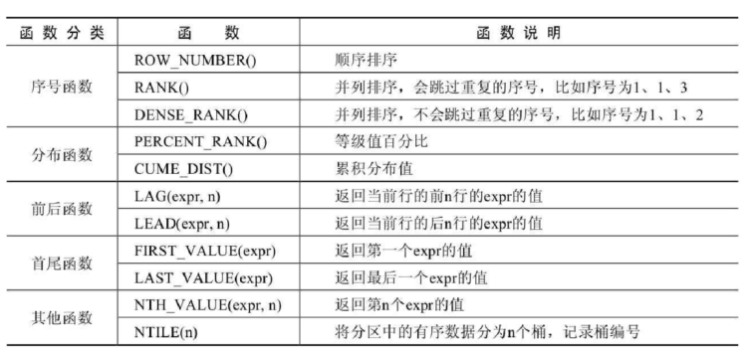 函数分类 函数 函数说明
序号函数 ROW_NUMBER() 顺序排序
RANK() 并列排序，会跳过重复的序号，比如序号为1、1、3
DENSE_RANK() 并列排序，不会跳过重复的序号，比如序号为1、1、2
分布函数 PERCENT_RANK() 等级值百分比
CUME_DIST() 累积分布值
前后函数 LAG(expr, n) 返回当前行的前n行的expr的值
LEAD(expr, n) 返回当前行的后n行的expr的值
首尾函数 FIRST_VALUE(expr) 返回第一个expr的值
LAST_VALUE(expr) 返回最后一个expr的值
其他函数 NTH_VALUE(expr, n) 返回第n个expr的值
NTILE(n) 将分区中的有序数据分为n个桶，记录桶编号